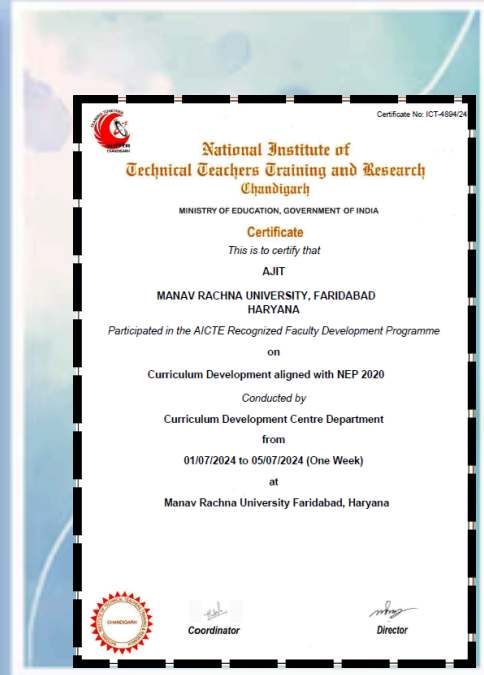 Certificate No: ICT-4894/24
NITTTR
CHANDIGARH
National Institute of
Technical Teachers Training and Research
Chandigarh
MINISTRY OF EDUCATION, GOVERNMENT OF INDIA
Certificate
This is to certify that
AJIT
MANAV RACHNA UNIVERSITY, FARIDABAD
HARYANA
Participated in the AICTE Recognized Faculty Development Programme
on
Curriculum Development aligned with NEP 2020
Conducted by
Curriculum Development Centre Department
from
01/07/2024 to 05/07/2024 (One Week)
at
Manav Rachna University Faridabad, Haryana
CHANDIGARH
Coordinator
Director